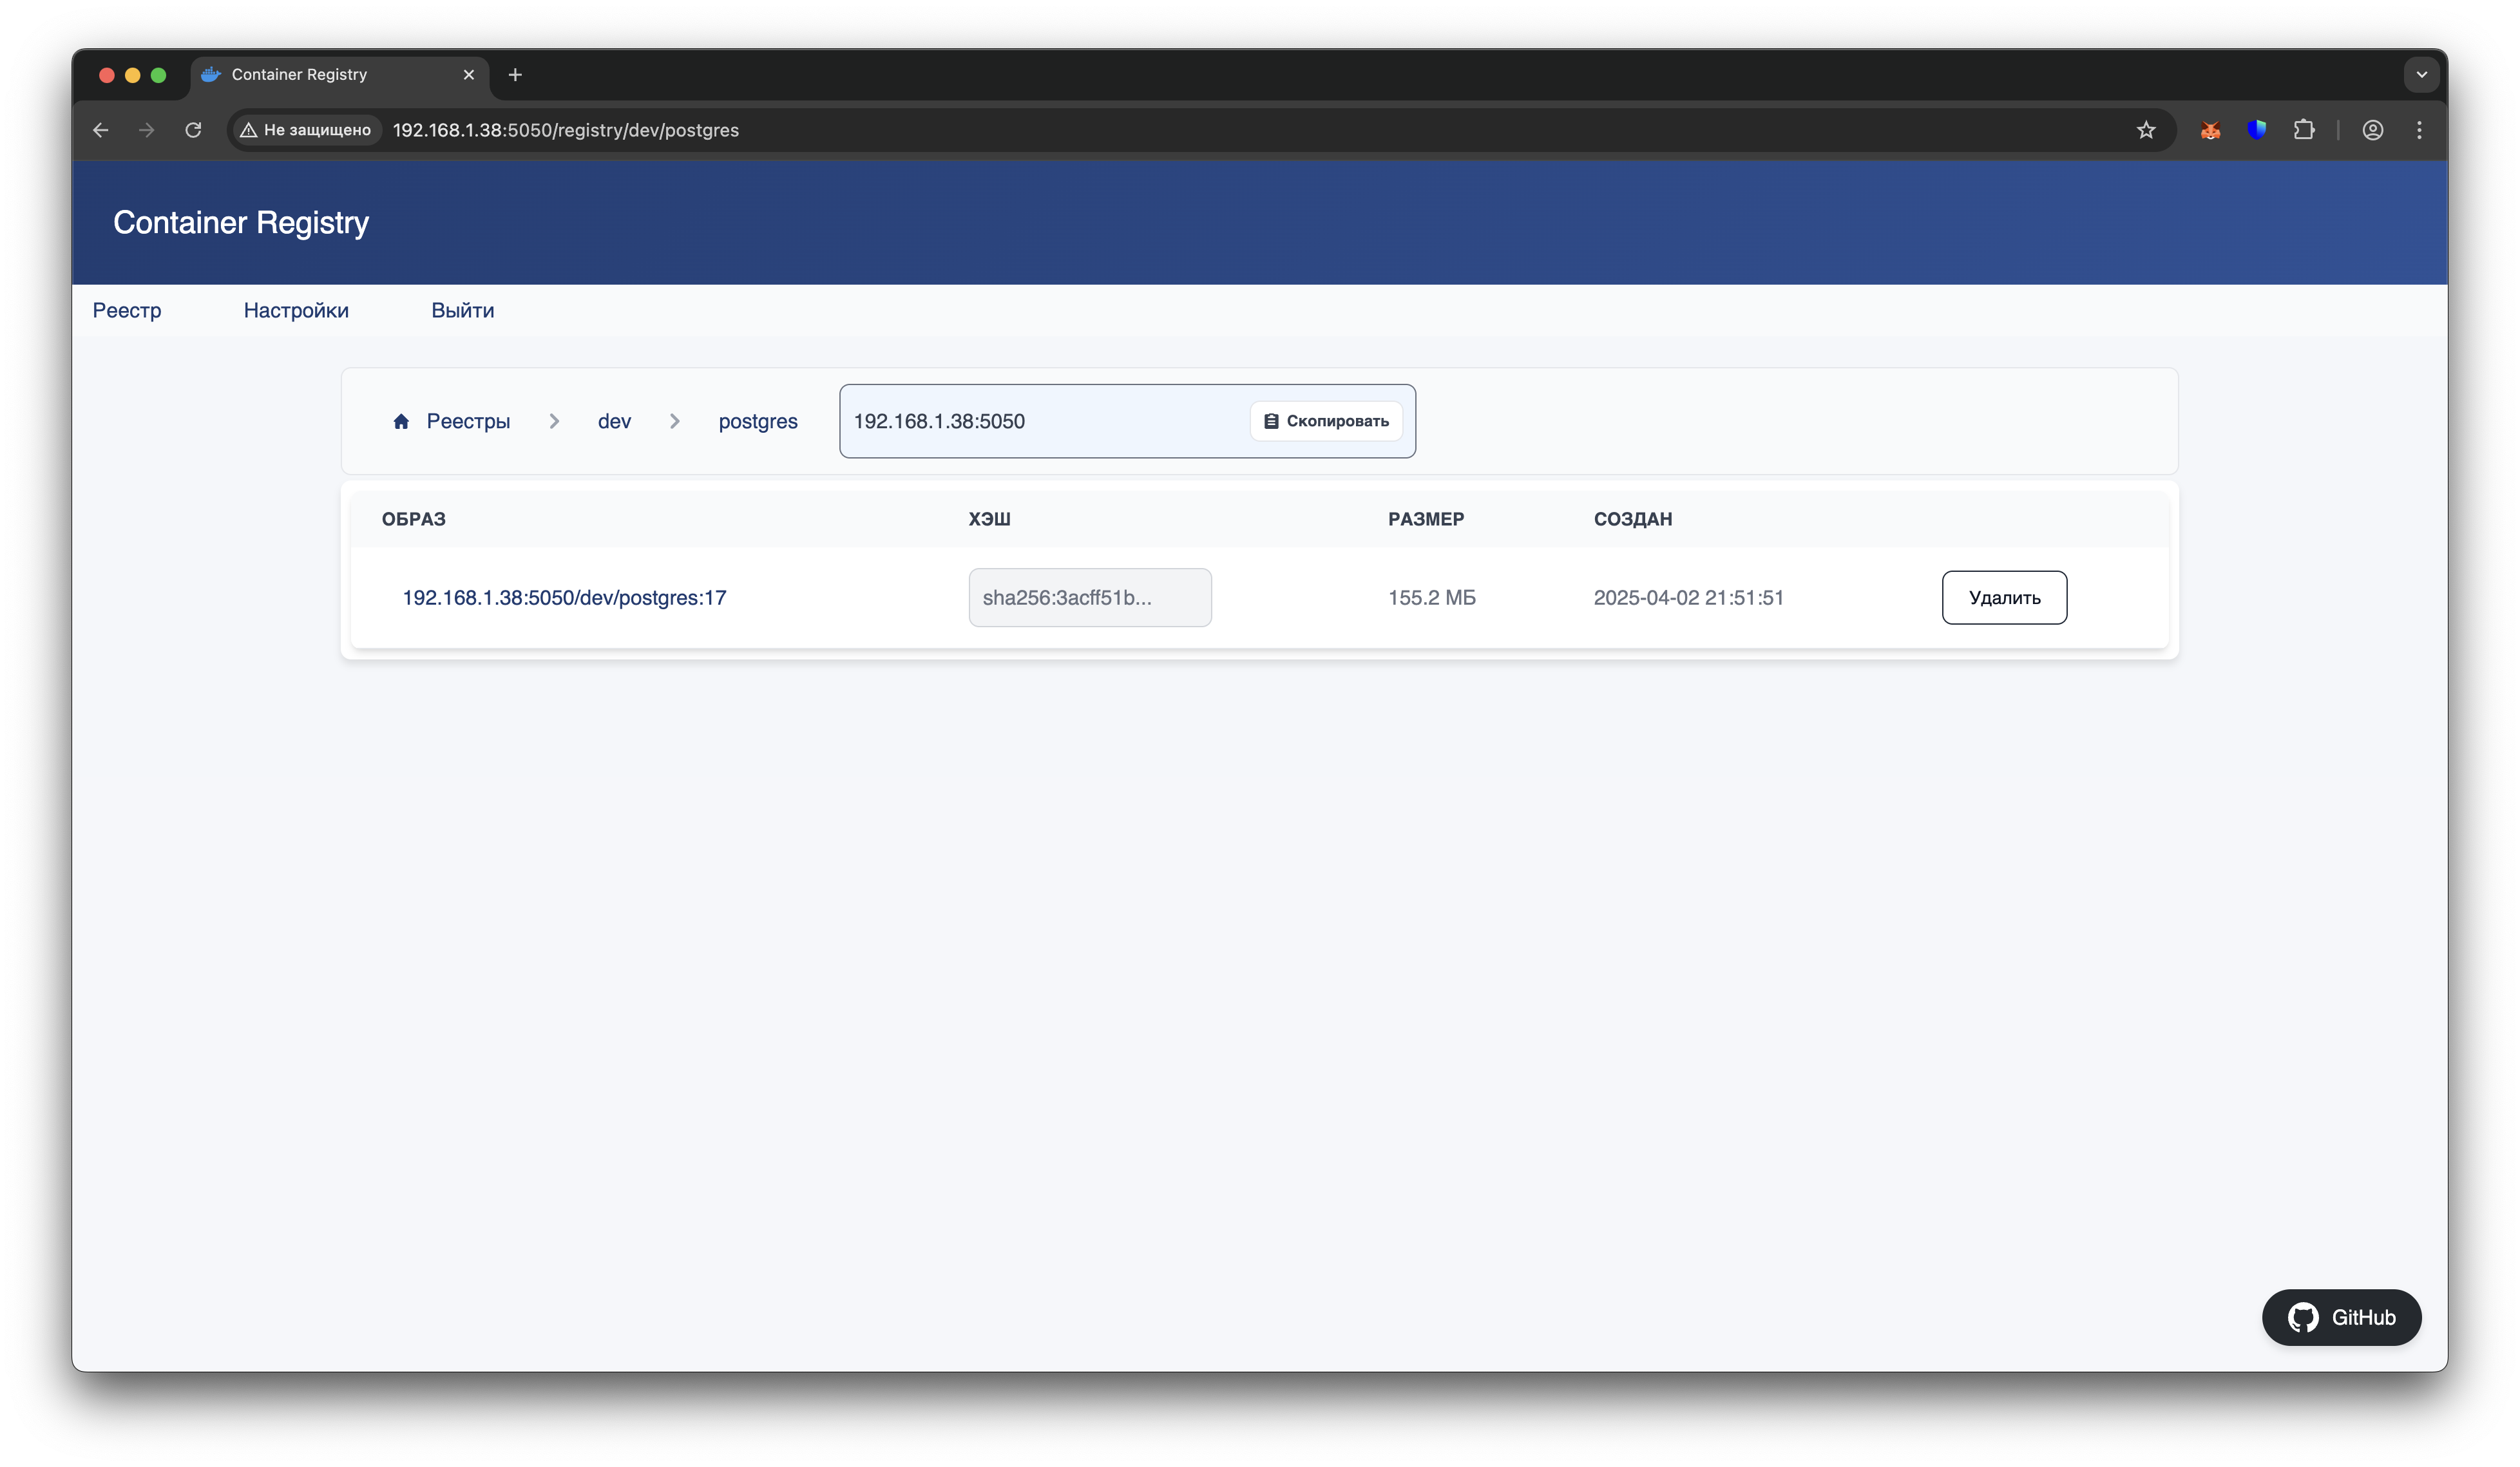 Container Registry
Не защищено 192.168.1.38:5050/registry/dev/postgres
Container Registry
Реестр Настройки Выйти
Реестры dev postgres 192.168.1.38:5050 Скопировать
ОБРАЗ ХЭШ РАЗМЕР СОЗДАН
192.168.1.38:5050/dev/postgres:17 sha256:3acff51b... 155.2 МБ 2025-04-02 21:51:51 Удалить
GitHub